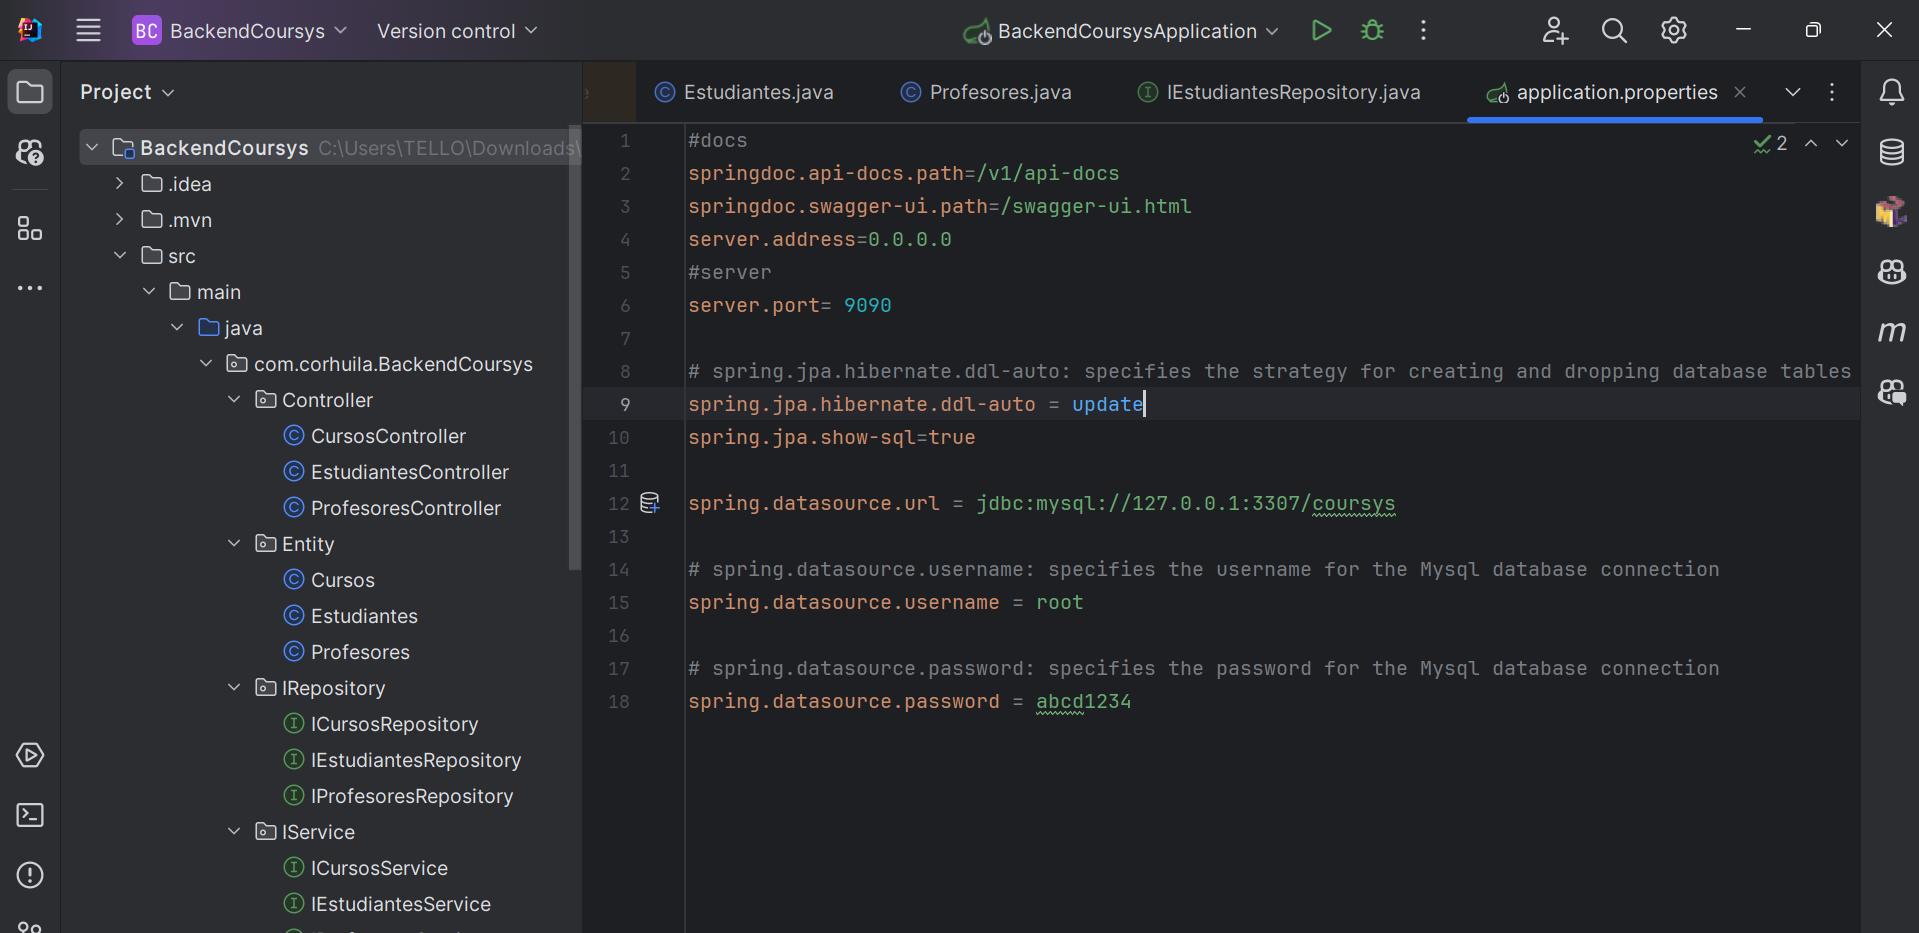 BC BackendCoursys Version control BackendCoursysApplication
Project
BackendCoursys C:\Users\TELLO\Downloads\
.idea
.mvn
src
main
java
com.corhuila.BackendCoursys
Controller
CursosController
EstudiantesController
ProfesoresController
Entity
Cursos
Estudiantes
Profesores
IRepository
ICursosRepository
IEstudiantesRepository
IProfesoresRepository
IService
ICursosService
IEstudiantesService
Estudiantes.java Profesores.java IEstudiantesRepository.java application.properties
2
1 #docs
2 springdoc.api-docs.path=/v1/api-docs
3 springdoc.swagger-ui.path=/swagger-ui.html
4 server.address=0.0.0.0
5 #server
6 server.port= 9090
7
8 # spring.jpa.hibernate.ddl-auto: specifies the strategy for creating and dropping database tables
9 spring.jpa.hibernate.ddl-auto = update
10 spring.jpa.show-sql=true
11
12 spring.datasource.url = jdbc:mysql://127.0.0.1:3307/coursys
13
14 # spring.datasource.username: specifies the username for the Mysql database connection
15 spring.datasource.username = root
16
17 # spring.datasource.password: specifies the password for the Mysql database connection
18 spring.datasource.password = abcd1234